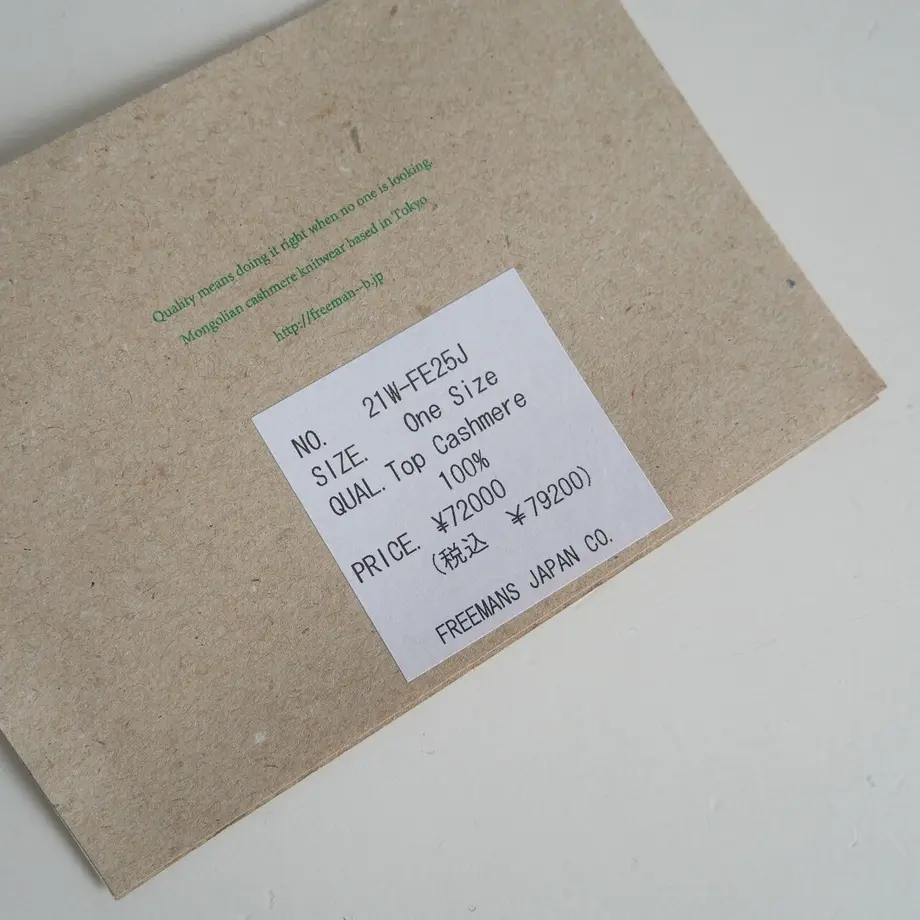 Quality means doing it right when no one is looking.
Mongolian cashmere knitwear based in Tokyo
http://freeman--b.jp
NO. 21W-FE25J
SIZE. One Size
QUAL. Top Cashmere
100%
PRICE. ¥72000
(税込 ¥79200)
FREEMANS JAPAN CO.